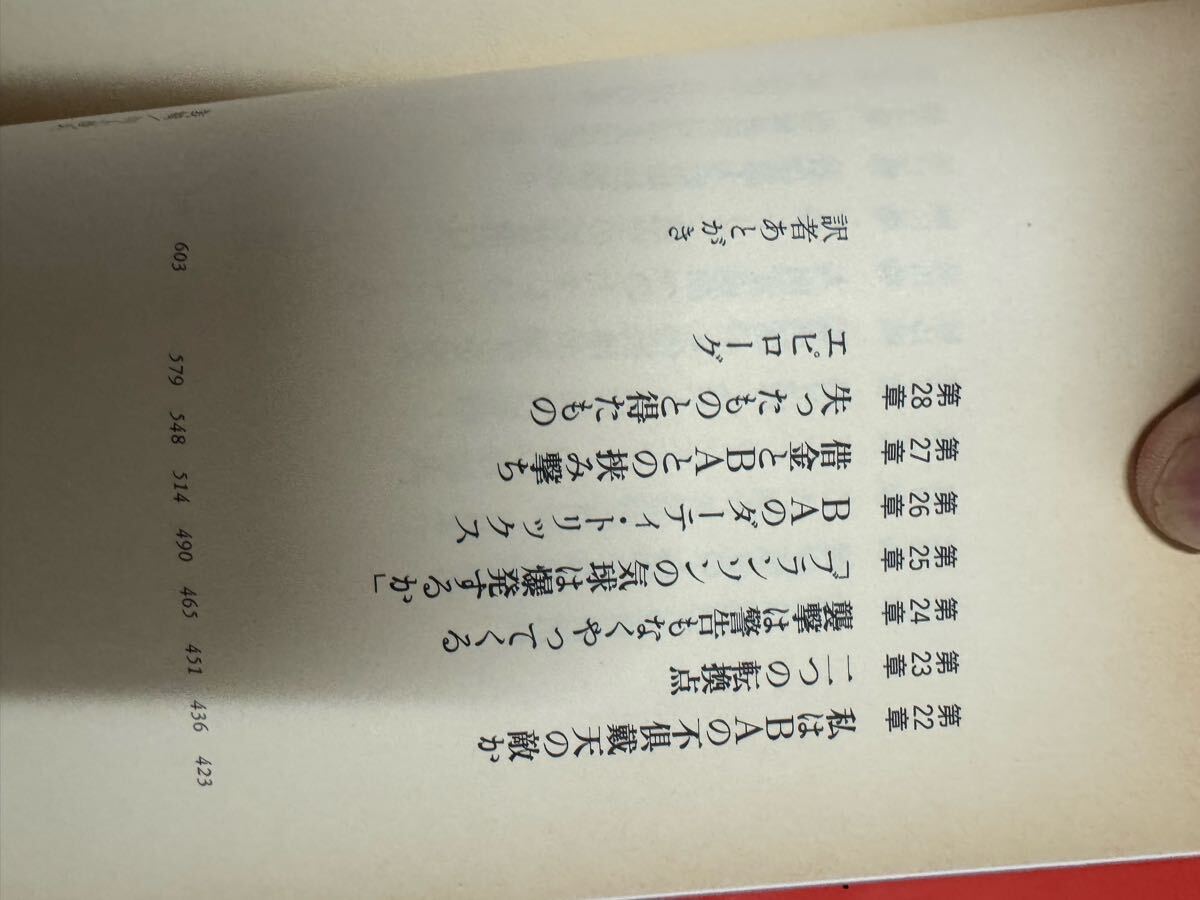 第22章 私はBAの不倶戴天の敵か 423
第23章 二つの転換点 436
第24章 襲撃は警告もなくやってくる 451
第25章 「ブランソンの気球は爆発するか」 465
第26章 BAのダーティ・トリックス 490
第27章 借金とBAとの挟み撃ち 514
第28章 失ったものと得たもの 548
エピローグ 579
訳者あとがき 603